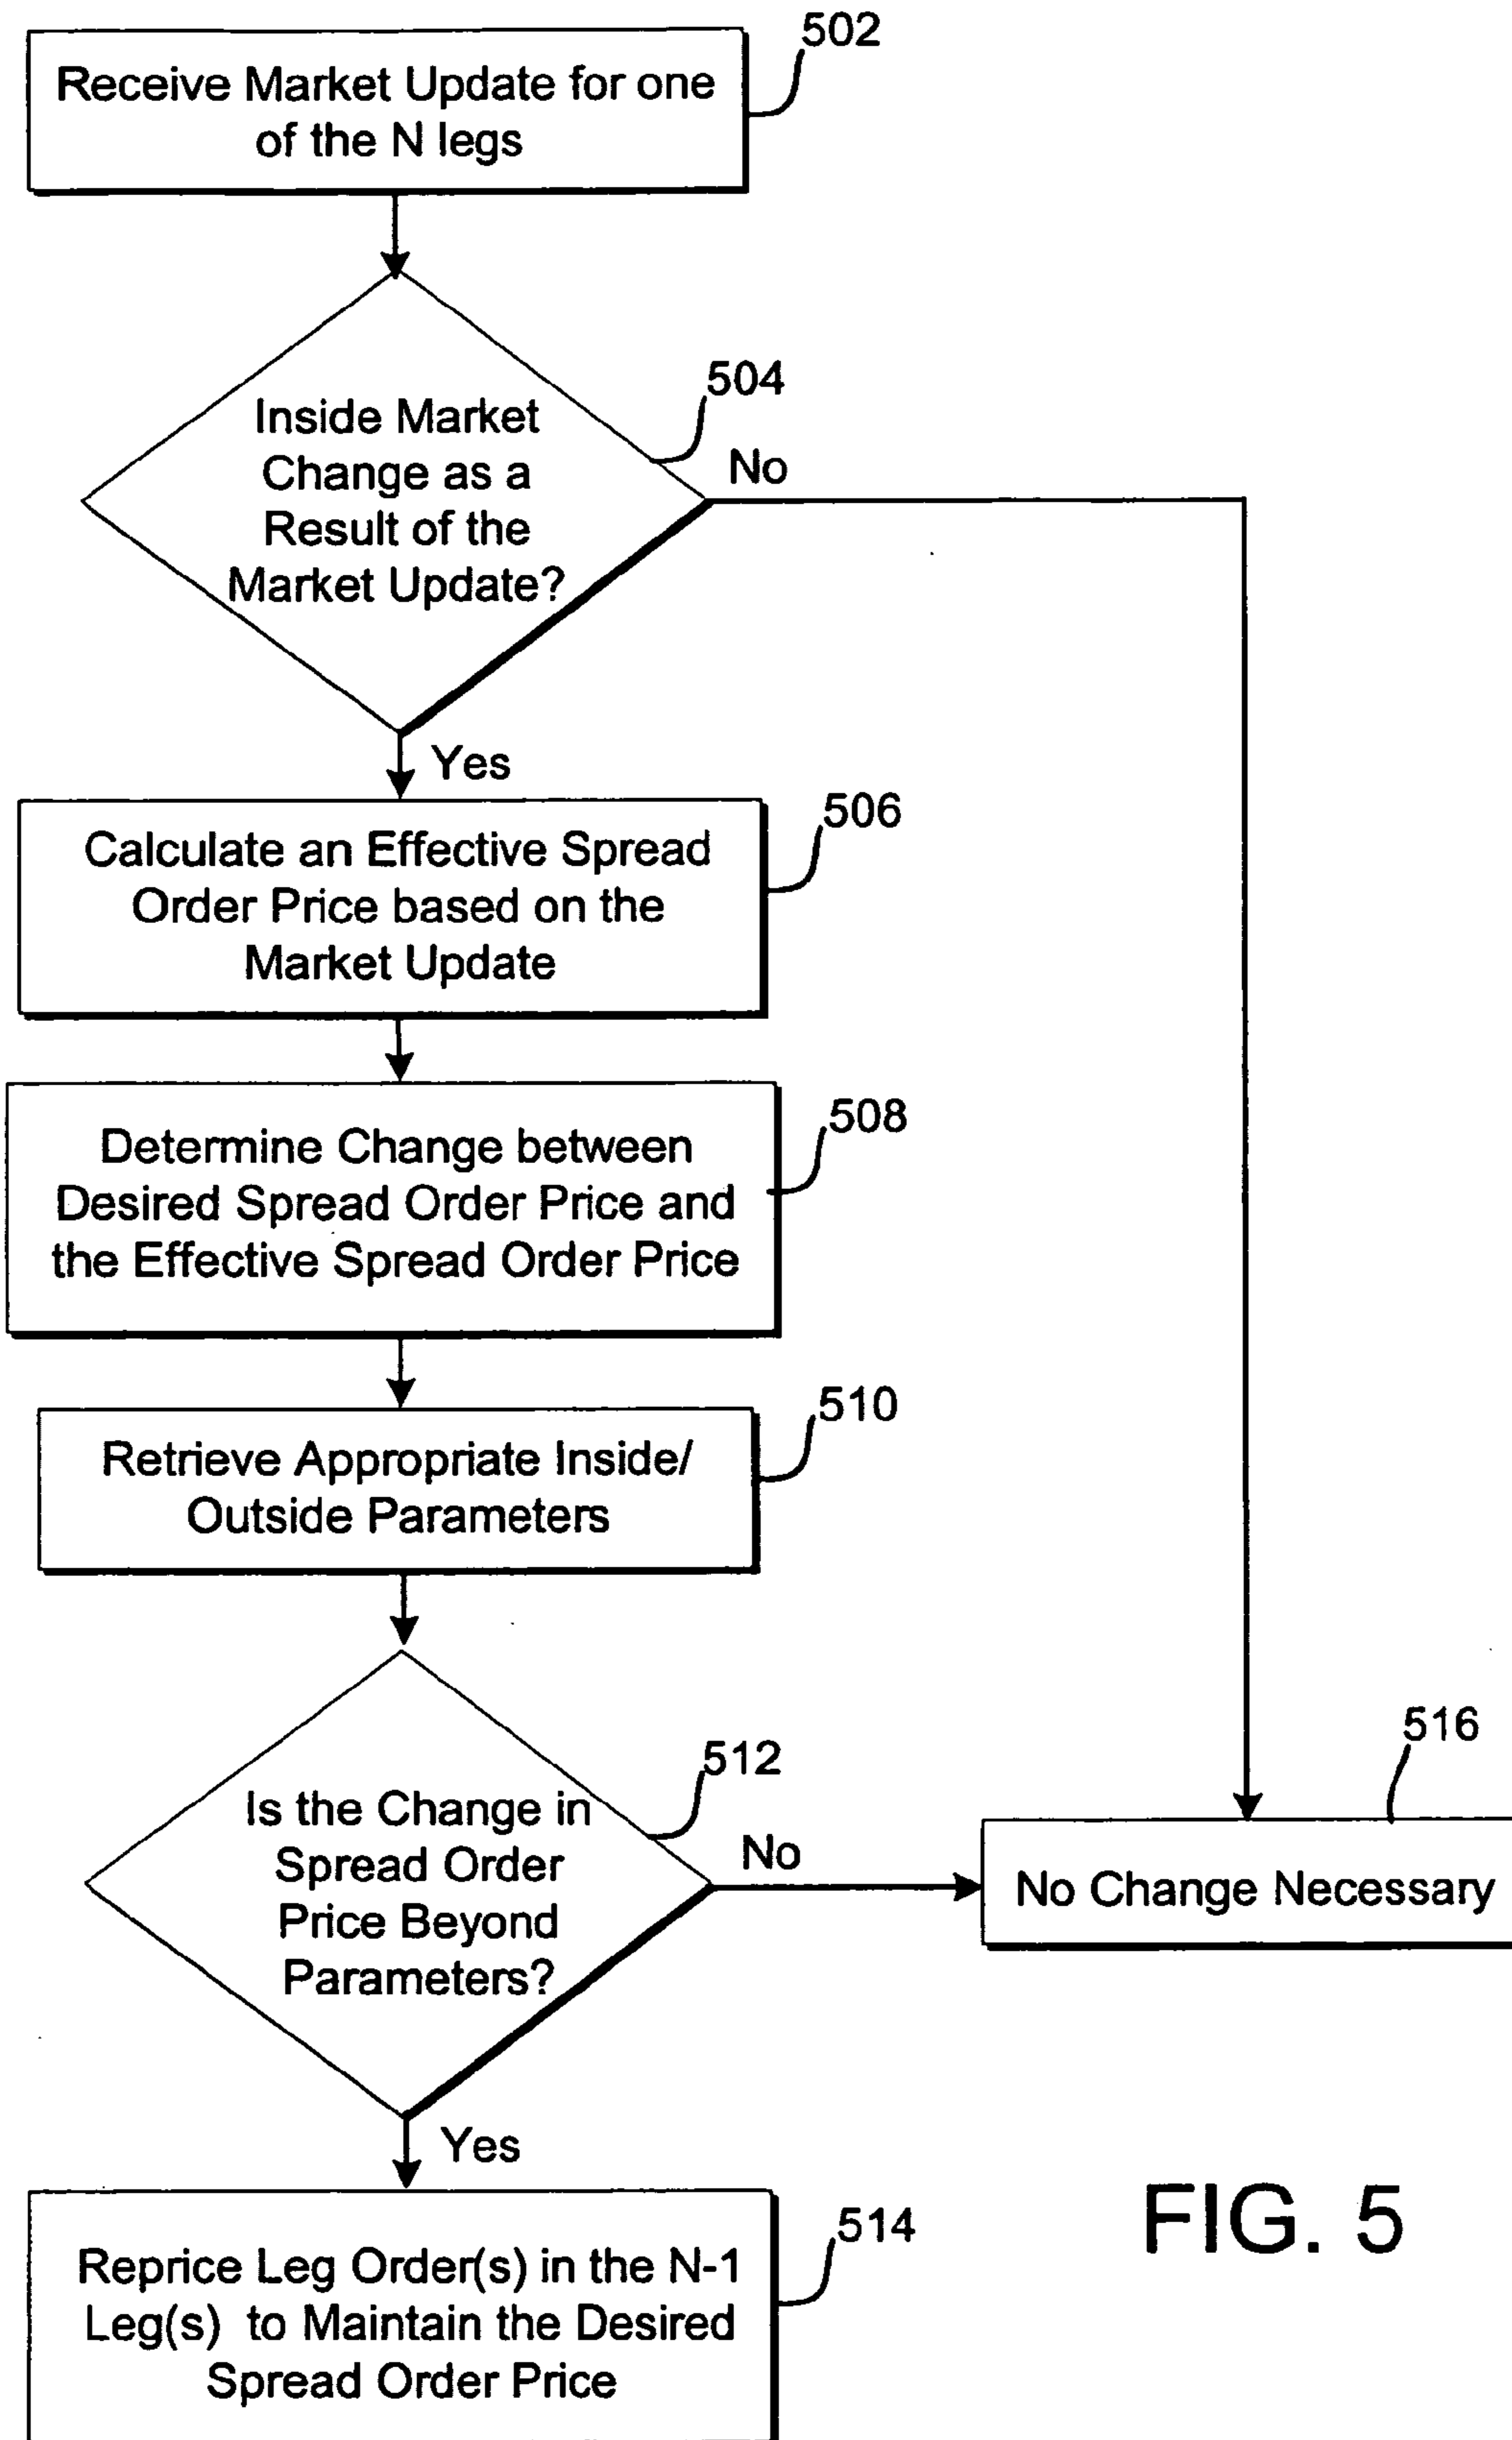 502
Receive Market Update for one
of the N legs
504
Inside Market
Change as a
Result of the
Market Update?
No
Yes
506
Calculate an Effective Spread
Order Price based on the
Market Update
508
Determine Change between
Desired Spread Order Price and
the Effective Spread Order Price
510
Retrieve Appropriate Inside/
Outside Parameters
512
Is the Change in
Spread Order
Price Beyond
Parameters?
No
516
No Change Necessary
Yes
514
Reprice Leg Order(s) in the N-1
Leg(s) to Maintain the Desired
Spread Order Price
FIG. 5